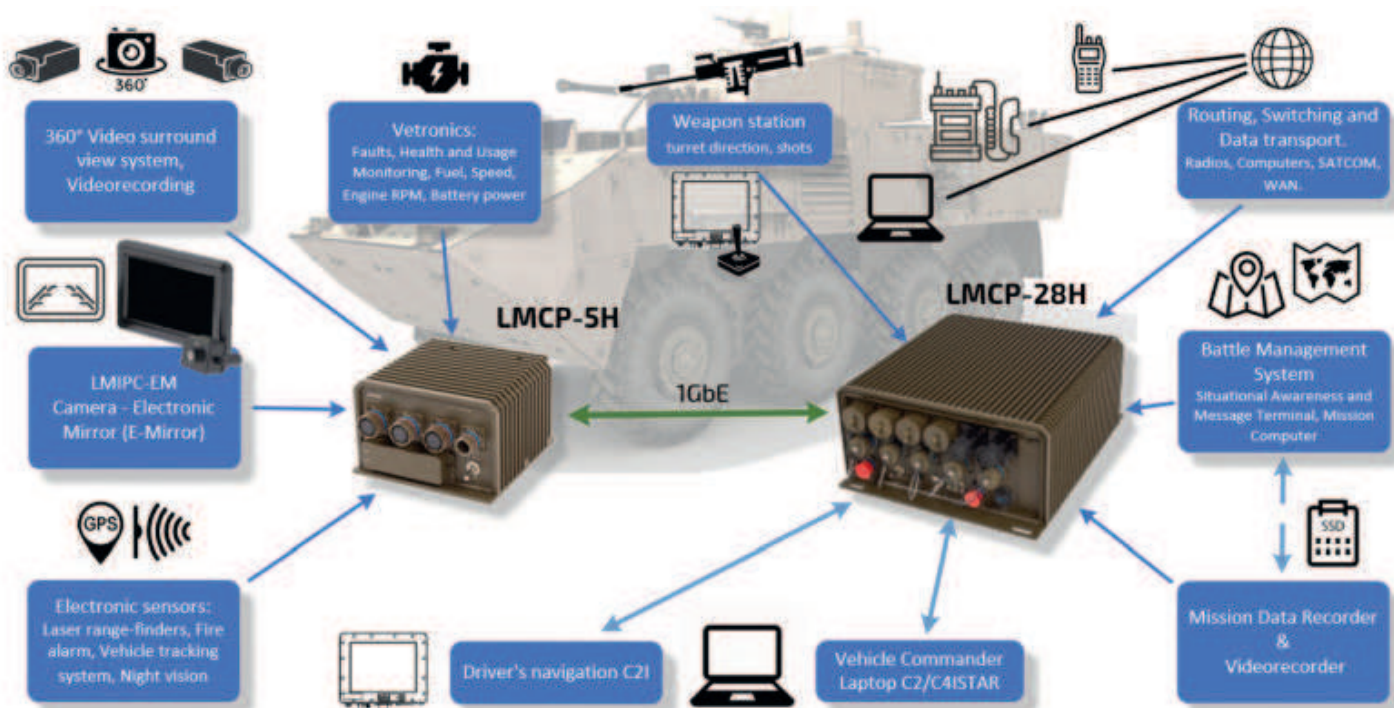 360°
360° Video surround
view system,
Videorecording
Vetronics:
Faults, Health and Usage
Monitoring, Fuel, Speed,
Engine RPM, Battery power
Weapon station
turret direction, shots
Routing, Switching and
Data transport.
Radios, Computers, SATCOM,
WAN.
LMCP-5H
LMCP-28H
1GbE
LMIPC-EM
Camera - Electronic
Mirror (E-Mirror)
Battle Management
System
Situational Awareness and
Message Terminal, Mission
Computer
GPS
SSD
Electronic sensors:
Laser range-finders, Fire
alarm, Vehicle tracking
system, Night vision
Driver's navigation C2I
Vehicle Commander
Laptop C2/C4ISTAR
Mission Data Recorder
&
Videorecorder